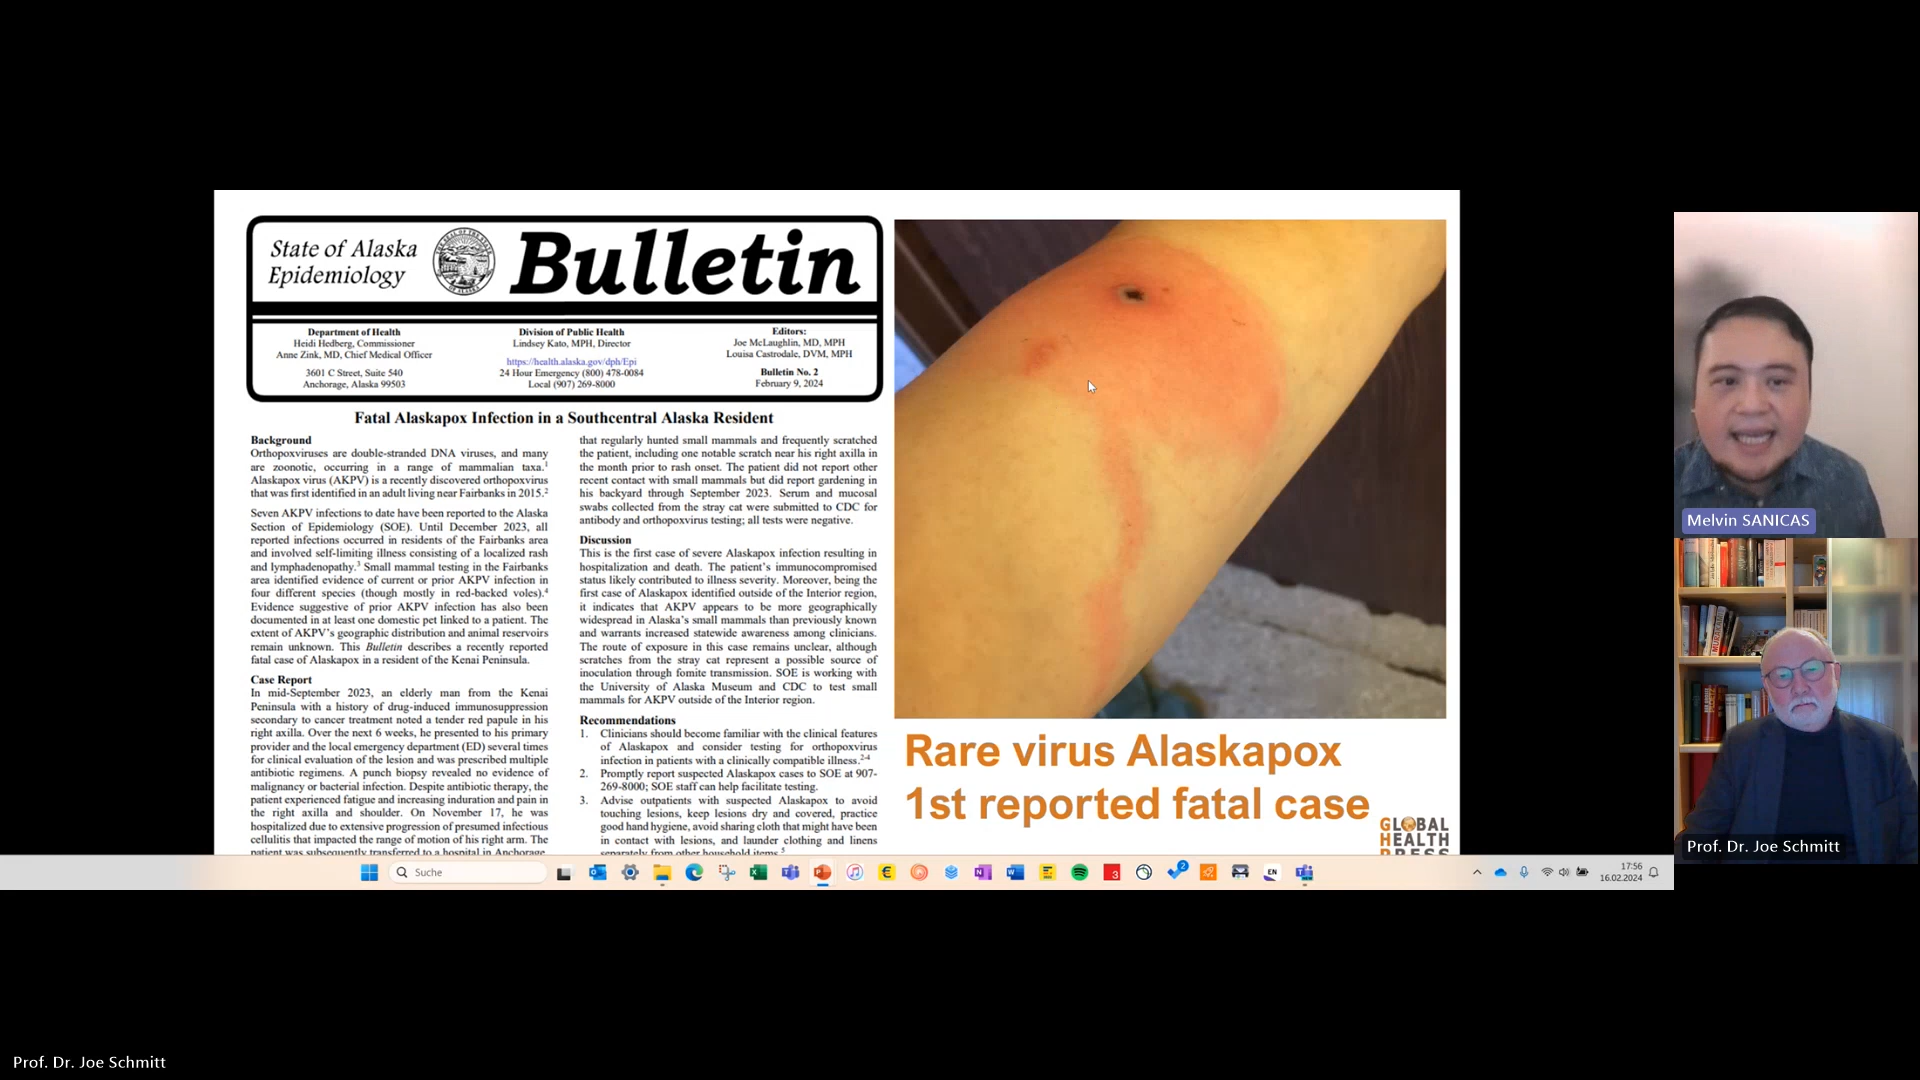 State of Alaska
Epidemiology
Bulletin
Department of Health
Heidi Hedberg, Commissioner
Anne Zink, MD, Chief Medical Officer
3601 C Street, Suite 540
Anchorage, Alaska 99503
Division of Public Health
Lindsey Kato, MPH, Director
https://health.alaska.gov/dph/Epi
24 Hour Emergency (800) 478-0084
Local (907) 269-8000
Editors:
Joe McLaughlin, MD, MPH
Louisa Castrodale, DVM, MPH
Bulletin No. 2
February 9, 2024
Fatal Alaskapox Infection in a Southcentral Alaska Resident
Background
Orthopoxviruses are double-stranded DNA viruses, and many
are zoonotic, occurring in a range of mammalian taxa.1
Alaskapox virus (AKPV) is a recently discovered orthopoxvirus
that was first identified in an adult living near Fairbanks in 2015.2
Seven AKPV infections to date have been reported to the Alaska
Section of Epidemiology (SOE). Until December 2023, all
reported infections occurred in residents of the Fairbanks area
and involved self-limiting illness consisting of a localized rash
and lymphadenopathy.3 Small mammal testing in the Fairbanks
area identified evidence of current or prior AKPV infection in
four different species (though mostly in red-backed voles).4
Evidence suggestive of prior AKPV infection has also been
documented in at least one domestic pet linked to a patient. The
extent of AKPV's geographic distribution and animal reservoirs
remain unknown. This Bulletin describes a recently reported
fatal case of Alaskapox in a resident of the Kenai Peninsula.
Case Report
In mid-September 2023, an elderly man from the Kenai
Peninsula with a history of drug-induced immunosuppression
secondary to cancer treatment noted a tender red papule in his
right axilla. Over the next 6 weeks, he presented to his primary
provider and the local emergency department (ED) several times
for clinical evaluation of the lesion and was prescribed multiple
antibiotic regimens. A punch biopsy revealed no evidence of
malignancy or bacterial infection. Despite antibiotic therapy, the
patient experienced fatigue and increasing induration and pain in
the right axilla and shoulder. On November 17, he was
hospitalized due to extensive progression of presumed infectious
cellulitis that impacted the range of motion of his right arm. The
patient was subsequently transferred to a hospital in Anchorage,
that regularly hunted small mammals and frequently scratched
the patient, including one notable scratch near his right axilla in
the month prior to rash onset. The patient did not report other
recent contact with small mammals but did report gardening in
his backyard through September 2023. Serum and mucosal
swabs collected from the stray cat were submitted to CDC for
antibody and orthopoxvirus testing; all tests were negative.
Discussion
This is the first case of severe Alaskapox infection resulting in
hospitalization and death. The patient's immunocompromised
status likely contributed to illness severity. Moreover, being the
first case of Alaskapox identified outside of the Interior region,
it indicates that AKPV appears to be more geographically
widespread in Alaska's small mammals than previously known
and warrants increased statewide awareness among clinicians.
The route of exposure in this case remains unclear, although
scratches from the stray cat represent a possible source of
inoculation through fomite transmission. SOE is working with
the University of Alaska Museum and CDC to test small
mammals for AKPV outside of the Interior region.
Recommendations
1. Clinicians should become familiar with the clinical features
of Alaskapox and consider testing for orthopoxvirus
infection in patients with a clinically compatible illness.2-4
2. Promptly report suspected Alaskapox cases to SOE at 907-
269-8000; SOE staff can help facilitate testing.
3. Advise outpatients with suspected Alaskapox to avoid
touching lesions, keep lesions dry and covered, practice
good hand hygiene, avoid sharing cloth that might have been
in contact with lesions, and launder clothing and linens
separately from other household items.5
Rare virus Alaskapox
1st reported fatal case
GLOBAL
HEALTH
PRESS
Melvin SANICAS
Prof. Dr. Joe Schmitt
Suche
3
2
EN
17:56
16.02.2024
Prof. Dr. Joe Schmitt